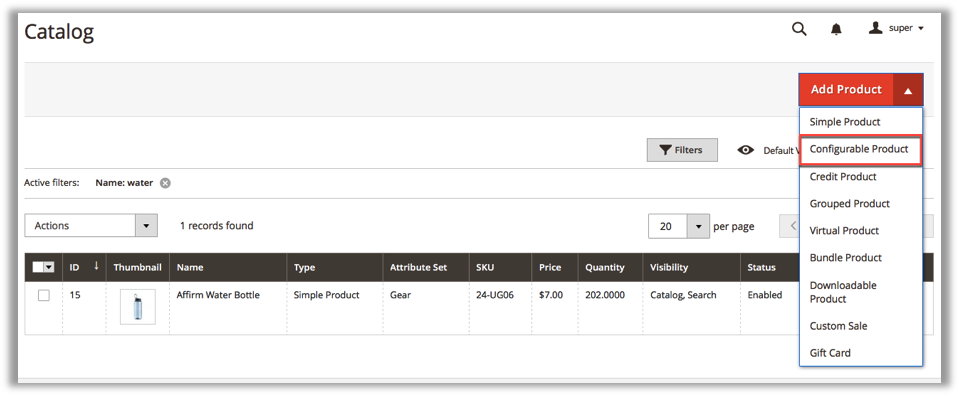 Catalog
super
Add Product
Simple Product
Configurable Product
Filters
Default V
Credit Product
Active filters: Name: water
Grouped Product
Actions
1 records found
20
per page
Virtual Product
Bundle Product
ID
Thumbnail
Name
Type
Attribute Set
SKU
Price
Quantity
Visibility
Status
15
Affirm Water Bottle
Simple Product
Gear
24-UG06
$7.00
202.0000
Catalog, Search
Enabled
Downloadable
Product
Custom Sale
Gift Card